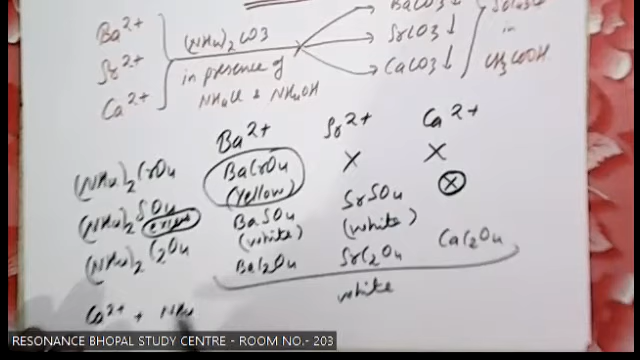 BaCO3↓ Soluble
Ba2+ (NH4)2CO3 SrCO3↓ in
Sr2+ in presence of CaCO3↓ CH3COOH
Ca2+ NH4Cl & NH4OH
Ba2+ Sr2+ Ca2+
(NH4)2CrO4 BaCrO4 (Yellow) × ×
(NH4)2SO4 excess BaSO4 (white) SrSO4 (white) ×
(NH4)2C2O4 BaC2O4 SrC2O4 CaC2O4
white
Ca2+ + NH4
RESONANCE BHOPAL STUDY CENTRE - ROOM NO.- 203